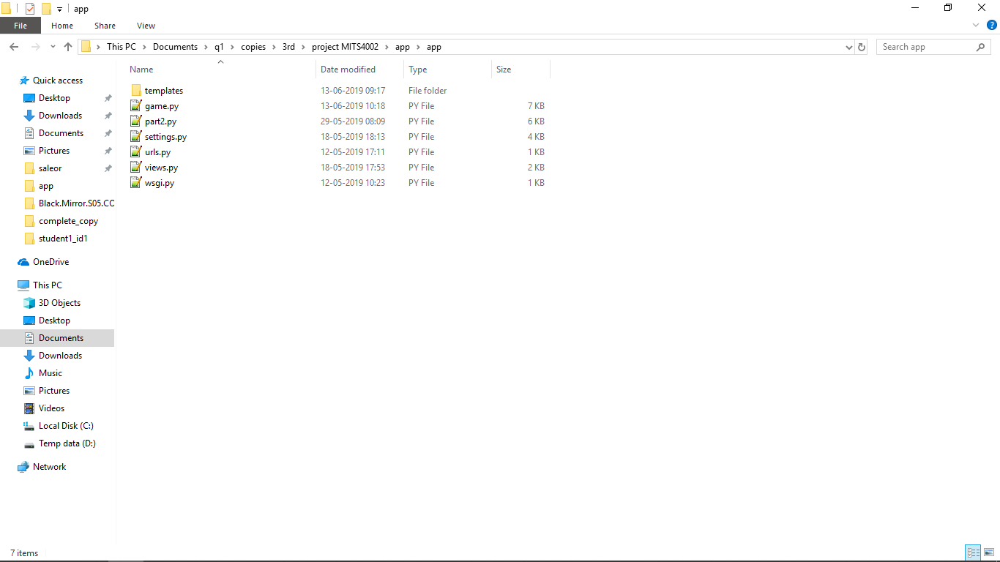 app
File Home Share View
This PC Documents q1 copies 3rd project MITS4002 app app Search app
Name Date modified Type Size
Quick access
Desktop
Downloads
Documents
Pictures
saleor
app
Black.Mirror.S05.CC
complete_copy
student1_id1
OneDrive
This PC
3D Objects
Desktop
Documents
Downloads
Music
Pictures
Videos
Local Disk (C:)
Temp data (D:)
Network
templates 13-06-2019 09:17 File folder
game.py 13-06-2019 10:18 PY File 7 KB
part2.py 29-05-2019 08:09 PY File 6 KB
settings.py 18-05-2019 18:13 PY File 4 KB
urls.py 12-05-2019 17:11 PY File 1 KB
views.py 18-05-2019 17:53 PY File 2 KB
wsgi.py 12-05-2019 10:23 PY File 1 KB
7 items